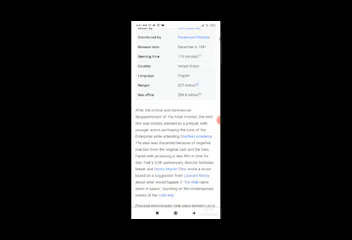 Distributed by Paramount Pictures
Release date December 6, 1991
Running time 110 minutes
Country United States
Language English
Budget $27 million
Box office $96.8 million
After the critical and commercial
disappointment of The Final Frontier, the next
film was initially planned as a prequel, with
younger actors portraying the crew of the
Enterprise while attending Starfleet Academy.
The idea was discarded because of negative
reaction from the original cast and the fans.
Faced with producing a new film in time for
Star Trek's 25th anniversary, director Nicholas
Meyer and Denny Martin Flinn wrote a script
based on a suggestion from Leonard Nimoy
about what would happen if "the Wall came
down in space", touching on the contemporary
events of the Cold War.
Principal photography took place between